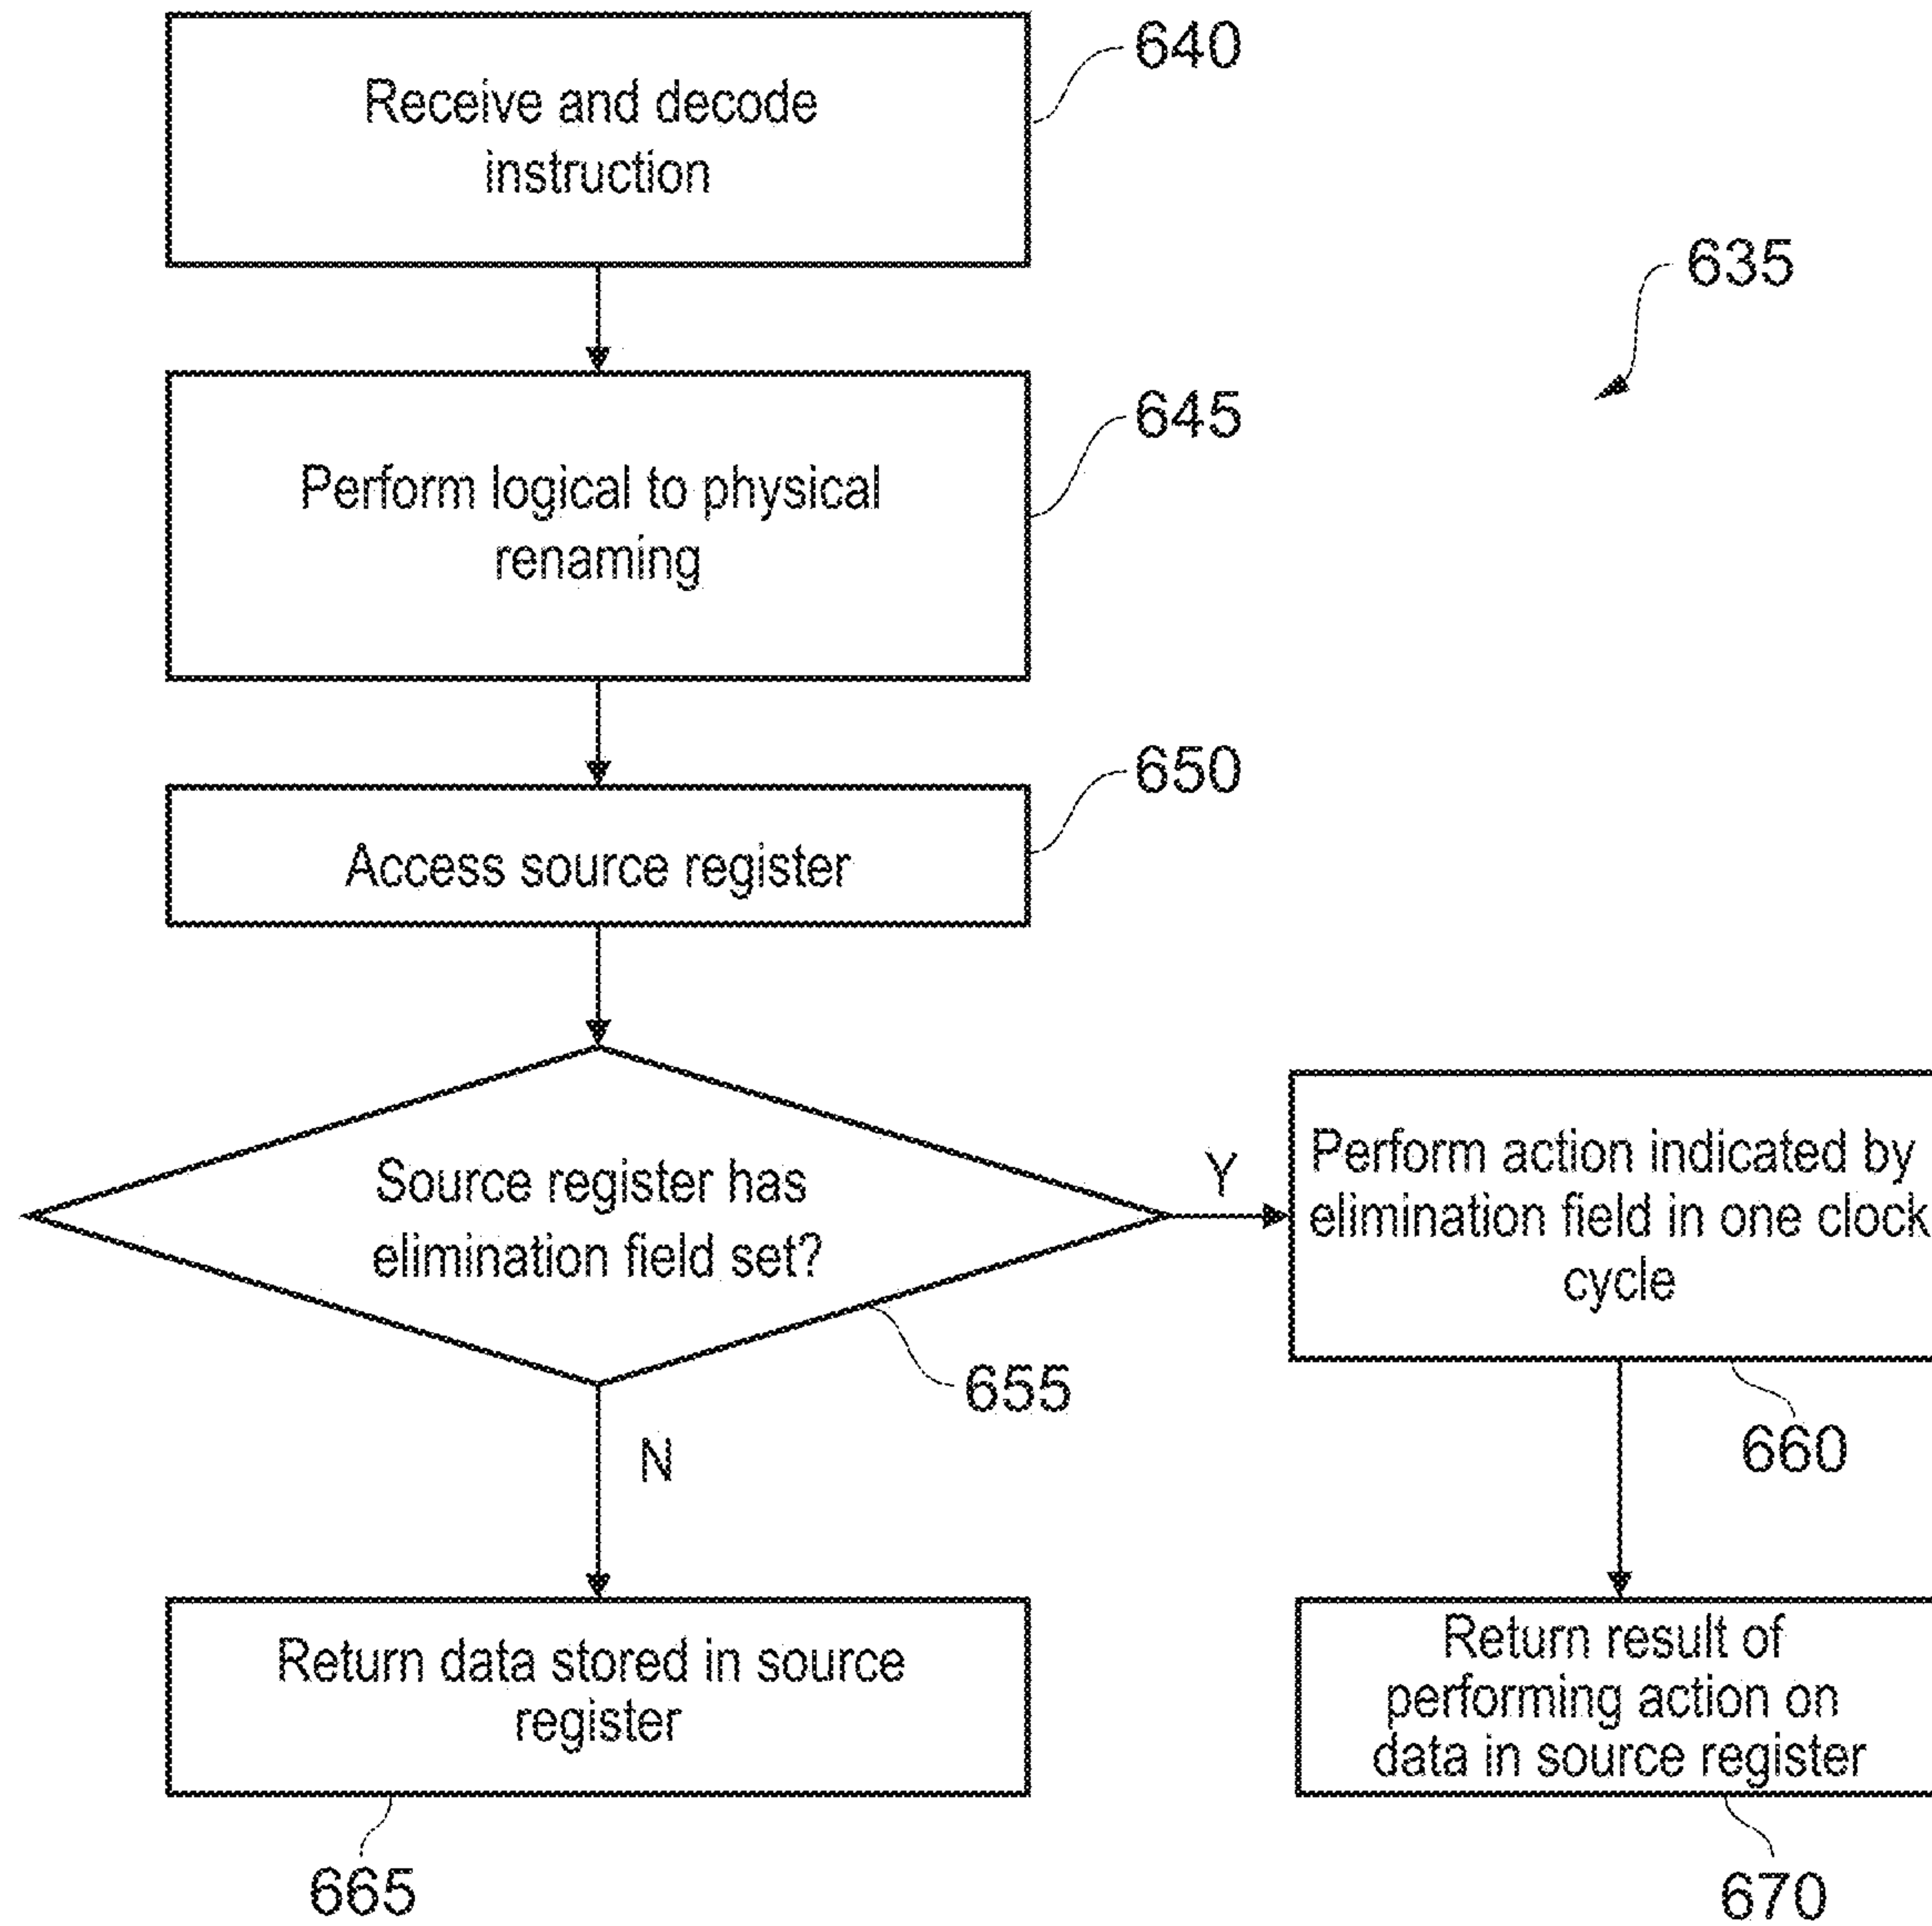 Receive and decode
instruction
640
635
Perform logical to physical
renaming
645
Access source register
650
Source register has
elimination field set?
655
Y
Perform action indicated by
elimination field in one clock
cycle
660
N
Return data stored in source
register
665
Return result of
performing action on
data in source register
670